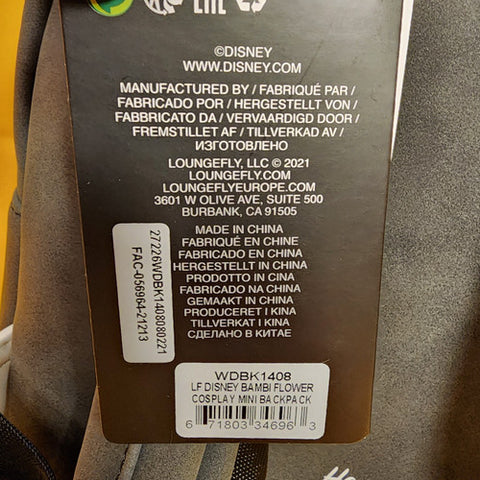 ©DISNEY
WWW.DISNEY.COM
MANUFACTURED BY / FABRIQUÉ PAR /
FABRICADO POR / HERGESTELLT VON /
FABBRICATO DA / VERVAARDIGD DOOR /
FREMSTILLET AF / TILLVERKAD AV /
ИЗГОТОВЛЕНО
LOUNGEFLY, LLC © 2021
LOUNGEFLY.COM
LOUNGEFLYEUROPE.COM
3601 W OLIVE AVE, SUITE 500
BURBANK, CA 91505
MADE IN CHINA
FABRIQUÉ EN CHINE
FABRICADO EN CHINA
HERGESTELLT IN CHINA
PRODOTTO IN CINA
FABRICADO NA CHINA
GEMAAKT IN CHINA
PRODUCERET I KINA
TILLVERKAT I KINA
СДЕЛАНО В КИТАЕ
27226WDBK1408080221
FAC-056964-21213
WDBK1408
LF DISNEY BAMBI FLOWER
COSPLAY MINI BACKPACK
6 71803 34696 3